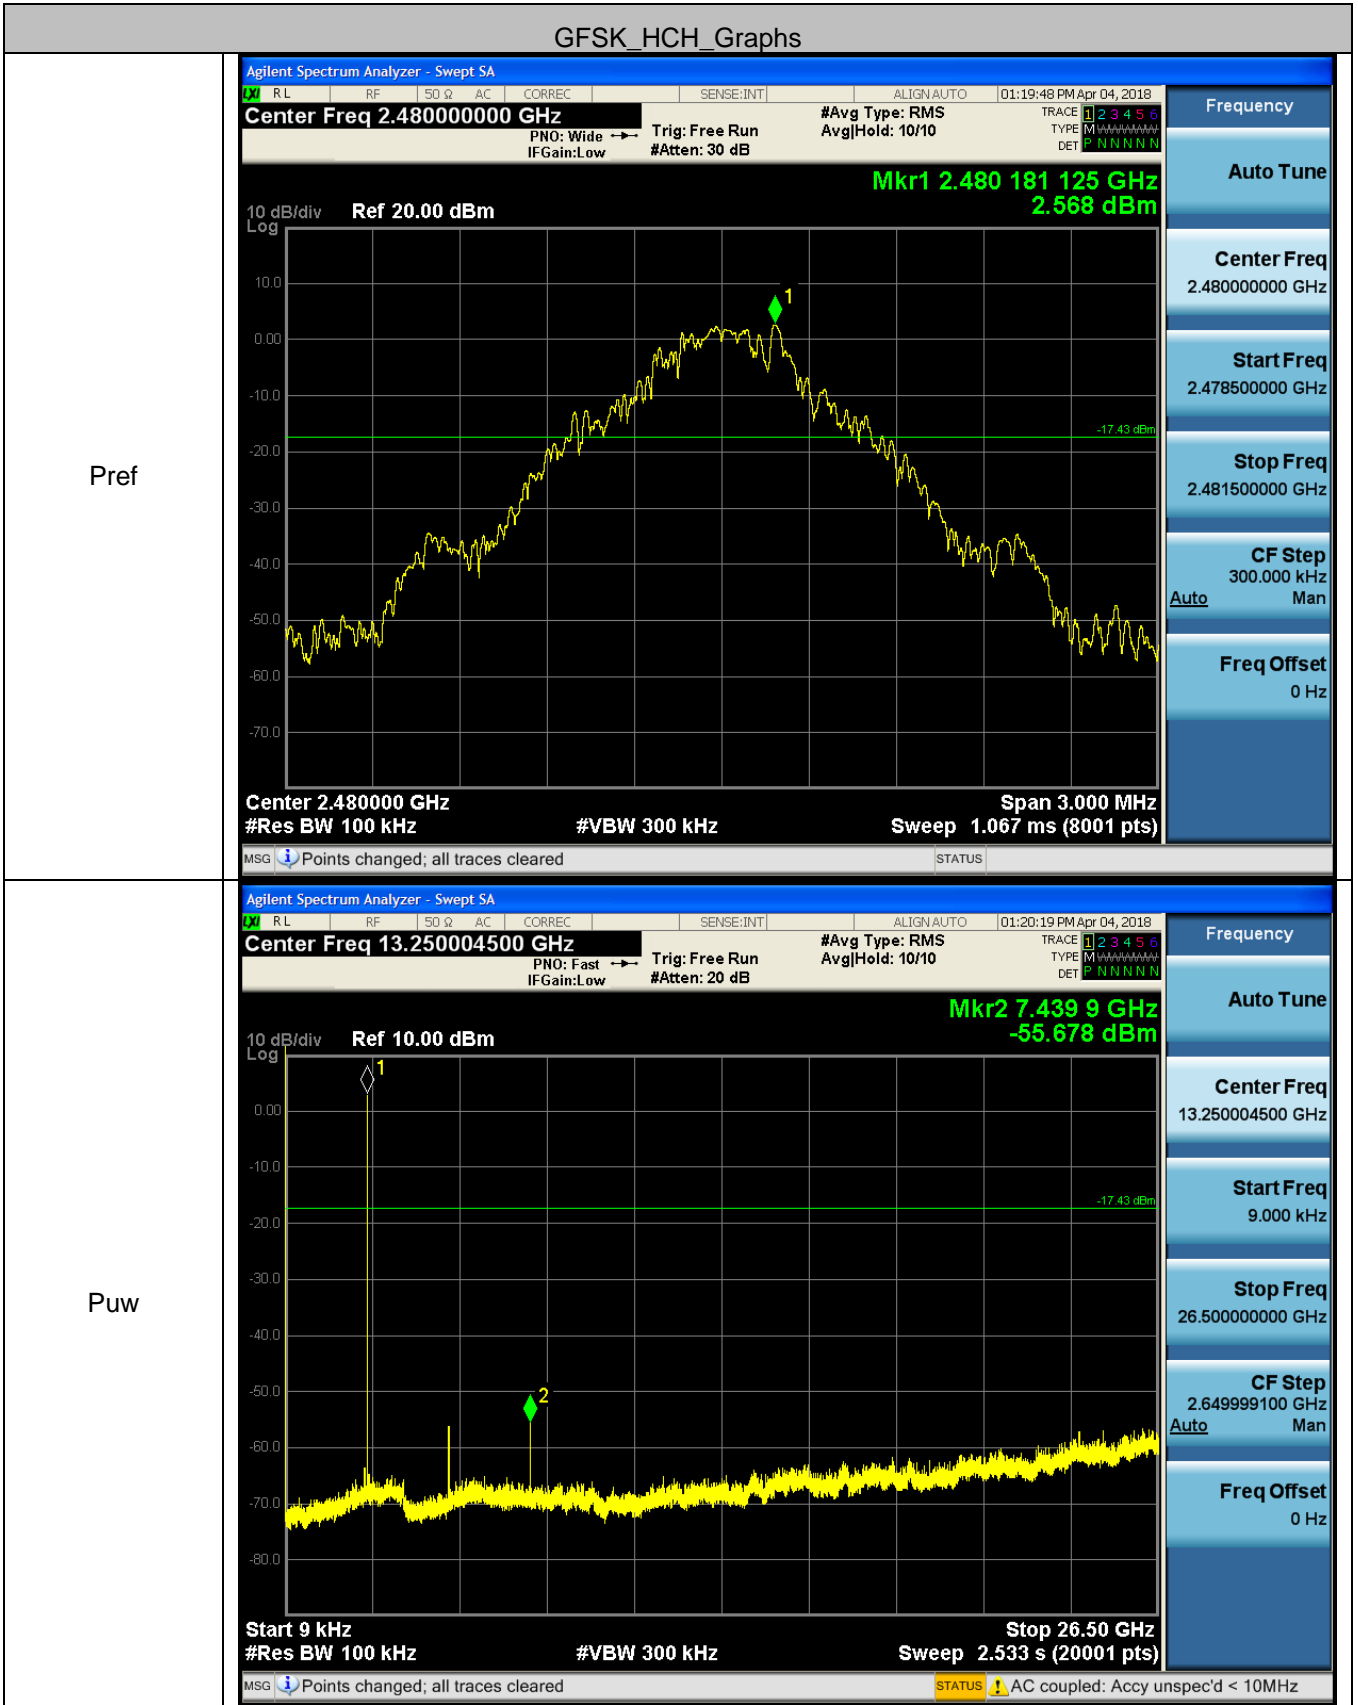 GFSK_HCH_Graphs
Pref
Agilent Spectrum Analyzer - Swept SA
LXI RL RF 50 Ω AC CORREC SENSE:INT ALIGN AUTO 01:19:48 PM Apr 04, 2018
Center Freq 2.480000000 GHz
PNO: Wide
IFGain:Low
Trig: Free Run
#Atten: 30 dB
#Avg Type: RMS
Avg|Hold: 10/10
TRACE 1 2 3 4 5 6
TYPE M WWWWW
DET P N N N N N
Mkr1 2.480 181 125 GHz
2.568 dBm
10 dB/div Ref 20.00 dBm
Log
10.0
0.00
-10.0
-20.0
-30.0
-40.0
-50.0
-60.0
-70.0
1
-17.43 dBm
Center 2.480000 GHz Span 3.000 MHz
#Res BW 100 kHz #VBW 300 kHz Sweep 1.067 ms (8001 pts)
MSG Points changed; all traces cleared STATUS
Frequency
Auto Tune
Center Freq
2.480000000 GHz
Start Freq
2.478500000 GHz
Stop Freq
2.481500000 GHz
CF Step
300.000 kHz
Auto Man
Freq Offset
0 Hz
Puw
Agilent Spectrum Analyzer - Swept SA
LXI RL RF 50 Ω AC CORREC SENSE:INT ALIGN AUTO 01:20:19 PM Apr 04, 2018
Center Freq 13.250004500 GHz
PNO: Fast
IFGain:Low
Trig: Free Run
#Atten: 20 dB
#Avg Type: RMS
Avg|Hold: 10/10
TRACE 1 2 3 4 5 6
TYPE M WWWWW
DET P N N N N N
Mkr2 7.439 9 GHz
-55.678 dBm
10 dB/div Ref 10.00 dBm
Log
0.00
-10.0
-20.0
-30.0
-40.0
-50.0
-60.0
-70.0
-80.0
1
-17.43 dBm
2
Start 9 kHz Stop 26.50 GHz
#Res BW 100 kHz #VBW 300 kHz Sweep 2.533 s (20001 pts)
MSG Points changed; all traces cleared STATUS AC coupled: Accy unspec'd < 10MHz
Frequency
Auto Tune
Center Freq
13.250004500 GHz
Start Freq
9.000 kHz
Stop Freq
26.500000000 GHz
CF Step
2.649999100 GHz
Auto Man
Freq Offset
0 Hz